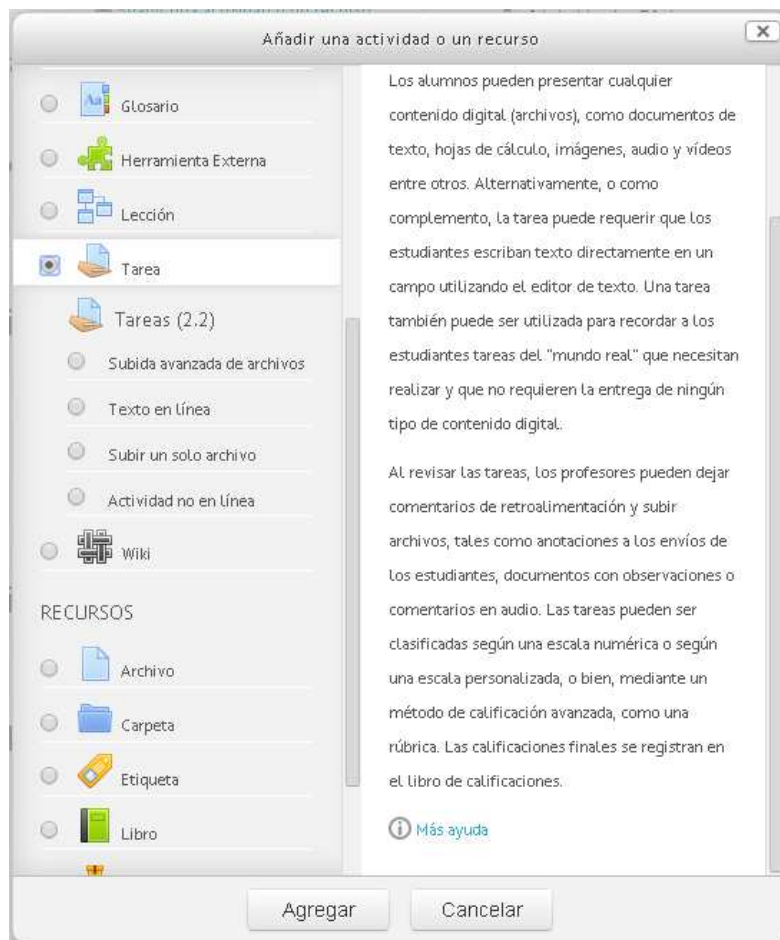 Añadir una actividad o un recurso
Glosario
Herramienta Externa
Lección
Tarea
Tareas (2.2)
Subida avanzada de archivos
Texto en línea
Subir un solo archivo
Actividad no en línea
Wiki
RECURSOS
Archivo
Carpeta
Etiqueta
Libro
Los alumnos pueden presentar cualquier
contenido digital (archivos), como documentos de
texto, hojas de cálculo, imágenes, audio y vídeos
entre otros. Alternativamente, o como
complemento, la tarea puede requerir que los
estudiantes escriban texto directamente en un
campo utilizando el editor de texto. Una tarea
también puede ser utilizada para recordar a los
estudiantes tareas del "mundo real" que necesitan
realizar y que no requieren la entrega de ningún
tipo de contenido digital.
Al revisar las tareas, los profesores pueden dejar
comentarios de retroalimentación y subir
archivos, tales como anotaciones a los envíos de
los estudiantes, documentos con observaciones o
comentarios en audio. Las tareas pueden ser
clasificadas según una escala numérica o según
una escala personalizada, o bien, mediante un
método de calificación avanzada, como una
rúbrica. Las calificaciones finales se registran en
el libro de calificaciones.
Más ayuda
Agregar
Cancelar